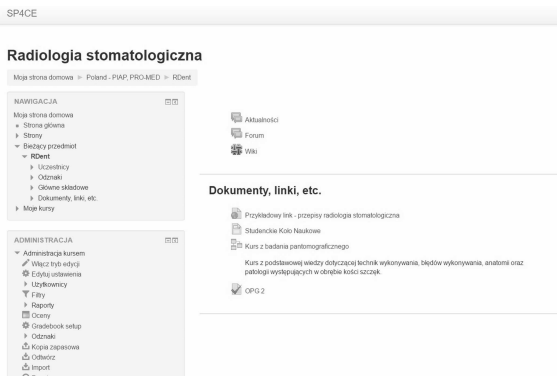 SP4CE
Radiologia stomatologiczna
Moja strona domowa ▶ Poland - PIAP, PRO-MED ▶ RDent
NAWIGACJA
Moja strona domowa
Strona główna
Strony
Bieżący przedmiot
RDent
Uczestnicy
Odznaki
Główne składowe
Dokumenty, linki, etc.
Moje kursy
ADMINISTRACJA
Administracja kursem
Włącz tryb edycji
Edytuj ustawienia
Użytkownicy
Filtry
Raporty
Oceny
Gradebook setup
Odznaki
Kopia zapasowa
Odtwórz
Import
Aktualności
Forum
Wiki
Dokumenty, linki, etc.
Przykładowy link - przepisy radiologia stomatologiczna
Studenckie Koło Naukowe
Kurs z badania pantomograficznego
Kurs z podstawowej wiedzy dotyczącej technik wykonywania, błędów wykonywania, anatomii oraz
patologii występujących w obrębie kości szczęk.
OPG 2